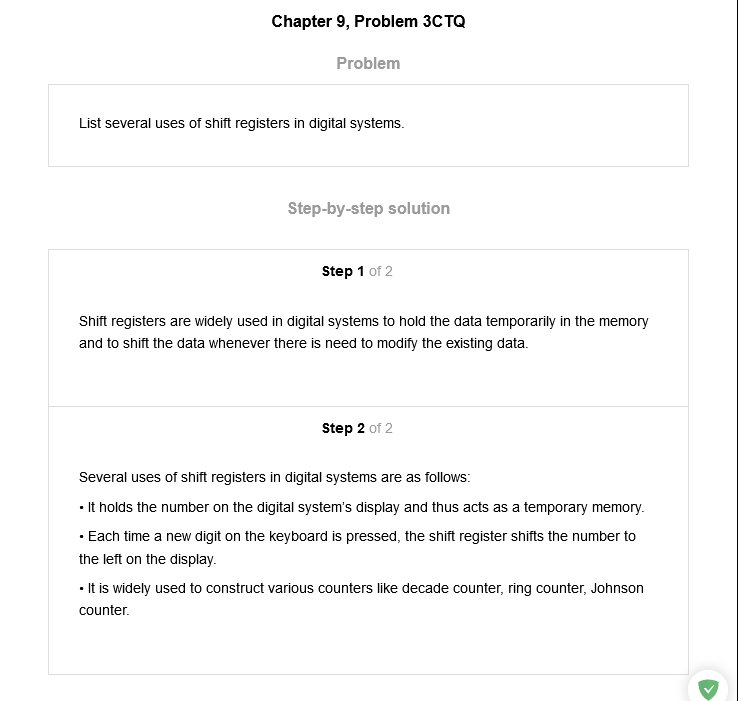 Chapter 9, Problem 3CTQ
Problem
List several uses of shift registers in digital systems.
Step-by-step solution
Step 1 of 2
Shift registers are widely used in digital systems to hold the data temporarily in the memory
and to shift the data whenever there is need to modify the existing data.
Step 2 of 2
Several uses of shift registers in digital systems are as follows:
• It holds the number on the digital system's display and thus acts as a temporary memory.
• Each time a new digit on the keyboard is pressed, the shift register shifts the number to
the left on the display.
• It is widely used to construct various counters like decade counter, ring counter, Johnson
counter.